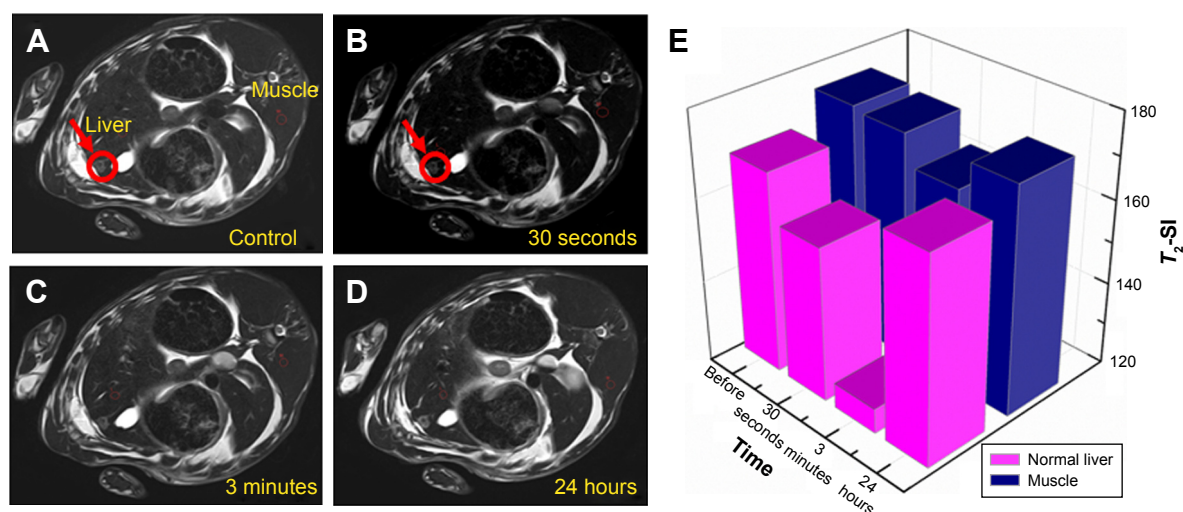 A
Liver
Muscle
Control
B
30 seconds
C
3 minutes
D
24 hours
E
180
160
140
120
T2-SI
Before
30
seconds
3
minutes
24
hours
Time
Normal liver
Muscle